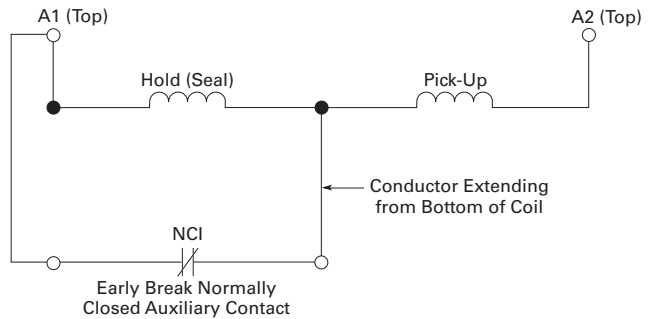 A1 (Top)
A2 (Top)
Hold (Seal)
Pick-Up
Conductor Extending
from Bottom of Coil
NCI
Early Break Normally
Closed Auxiliary Contact